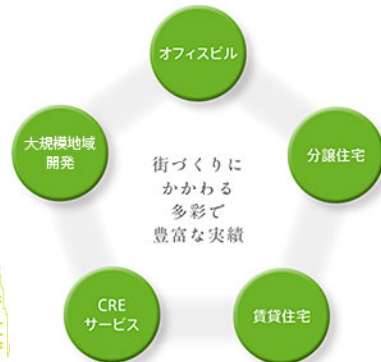 オフィスビル
大規模地域
開発
分譲住宅
街づくりに
かかわる
多彩で
豊富な実績
CRE
サービス
賃貸住宅